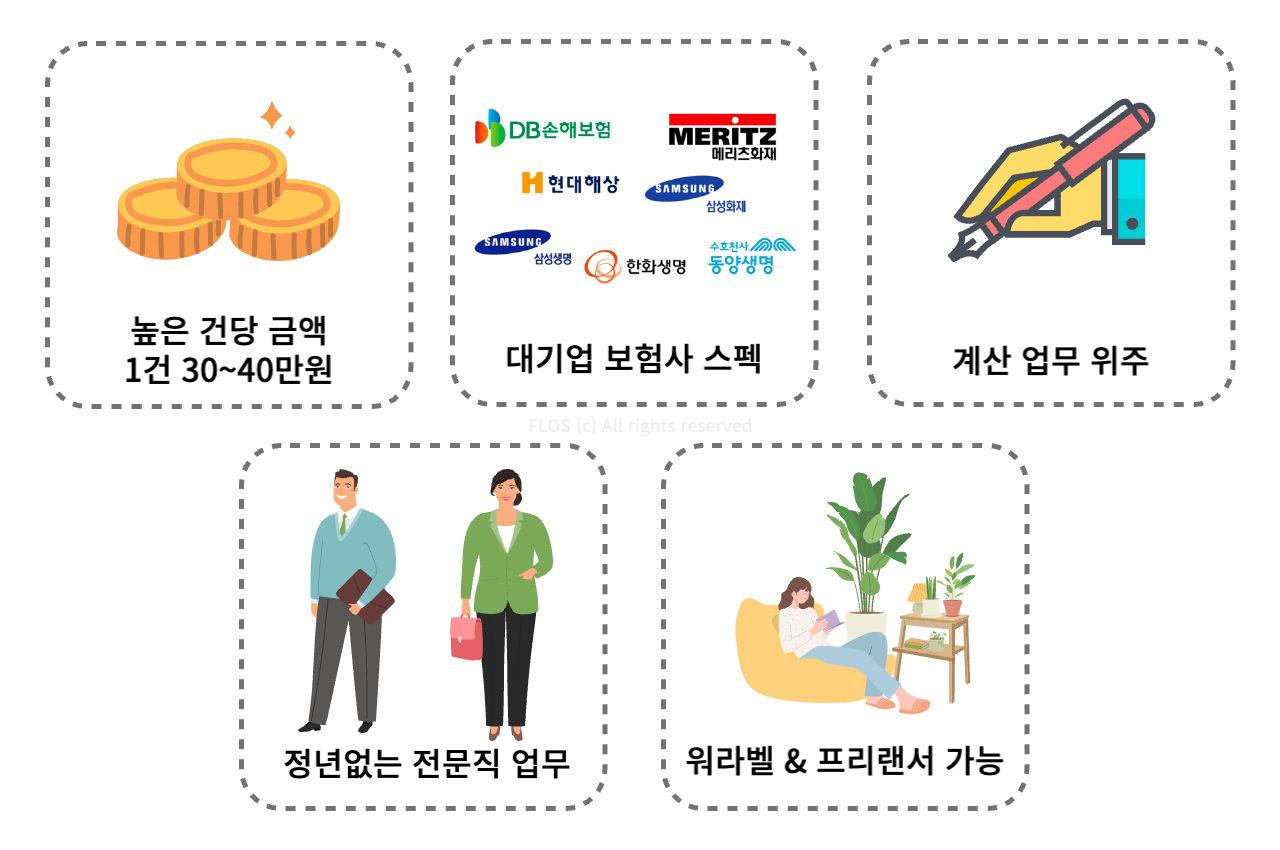 DB손해보험
MERITZ
메리츠화재
현대해상
SAMSUNG
삼성화재
SAMSUNG
삼성생명
한화생명
수호천사
동양생명
높은 건당 금액
1건 30~40만원
대기업 보험사 스펙
계산 업무 위주
FLOS (c) All rights reserved
정년없는 전문직 업무
워라벨 & 프리랜서 가능